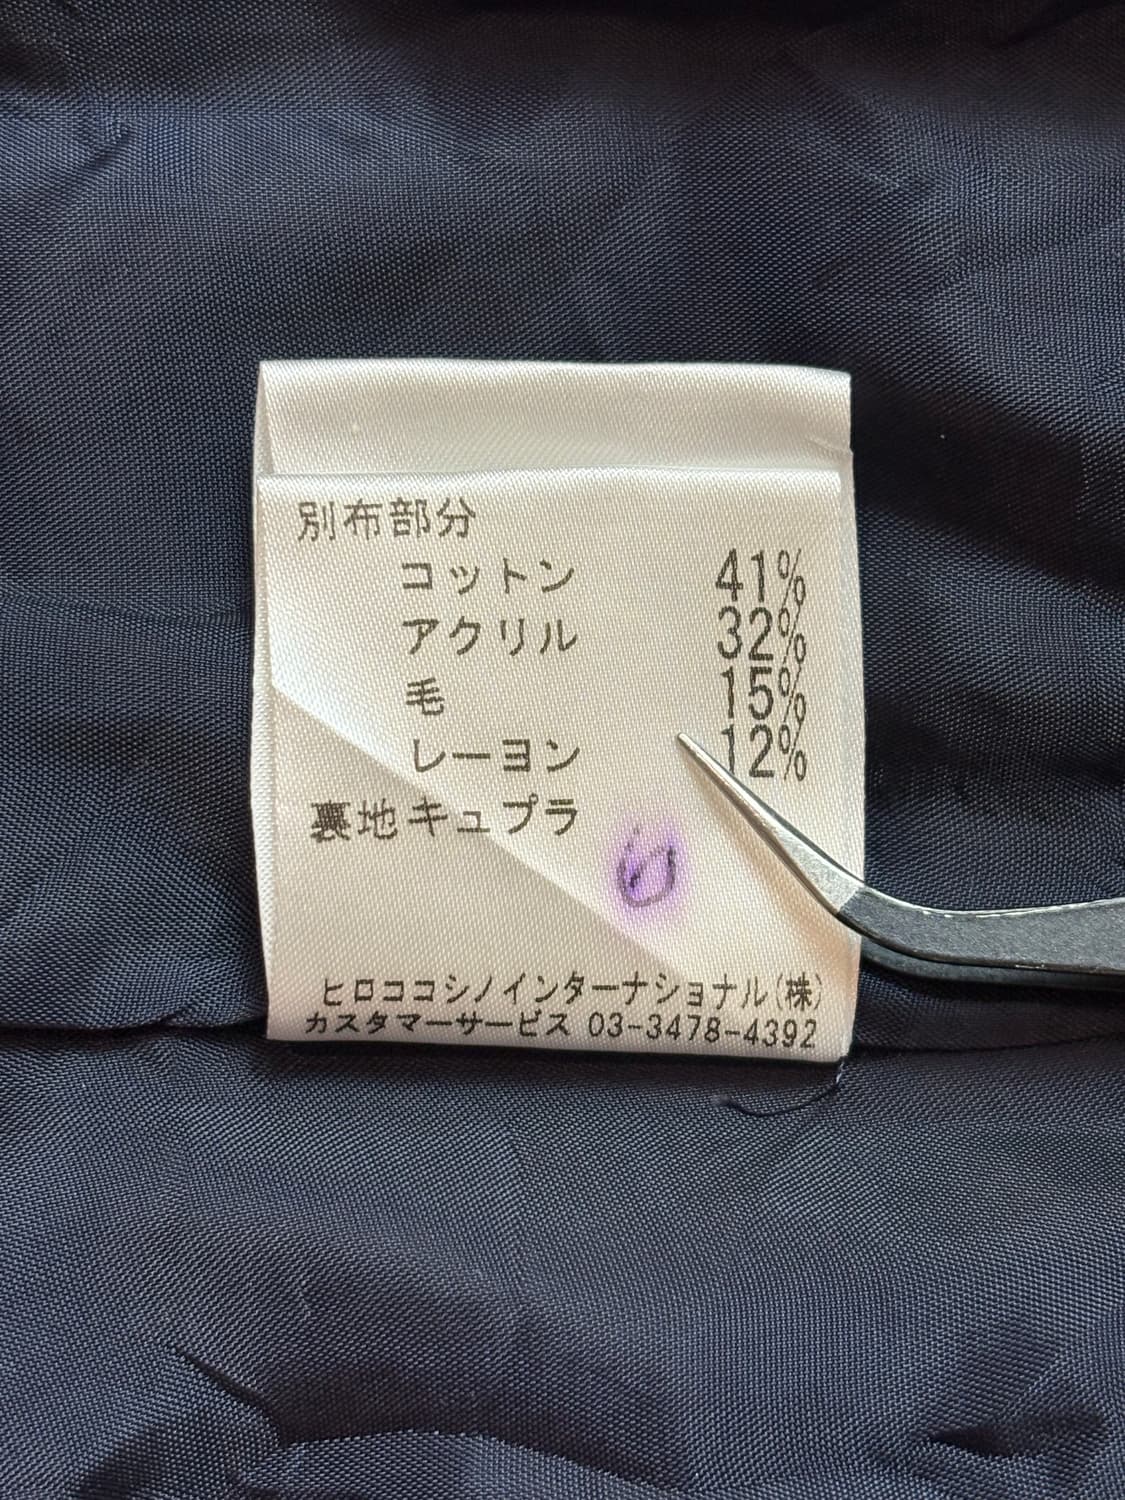 別布部分
コットン 41%
アクリル 32%
毛 15%
レーヨン 12%
裏地キュプラ
ヒロココシノインターナショナル(株)
カスタマーサービス 03-3478-4392